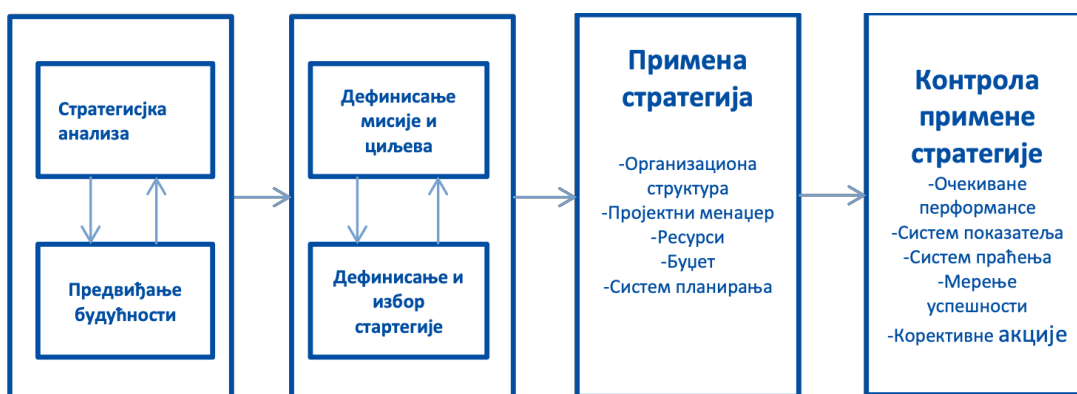 Стратегисјка
анализа
Предвиђање
будућности
Дефинисање
мисије и
циљева
Дефинисање и
избор
стартегије
Примена
стратегија
-Организациона
структура
-Пројектни менаџер
-Ресурси
-Буџет
-Систем планирања
Контрола
примене
стратегије
-Очекиване
перформансе
-Систем показатеља
-Систем праћења
-Мерење
успешности
-Корективне акције